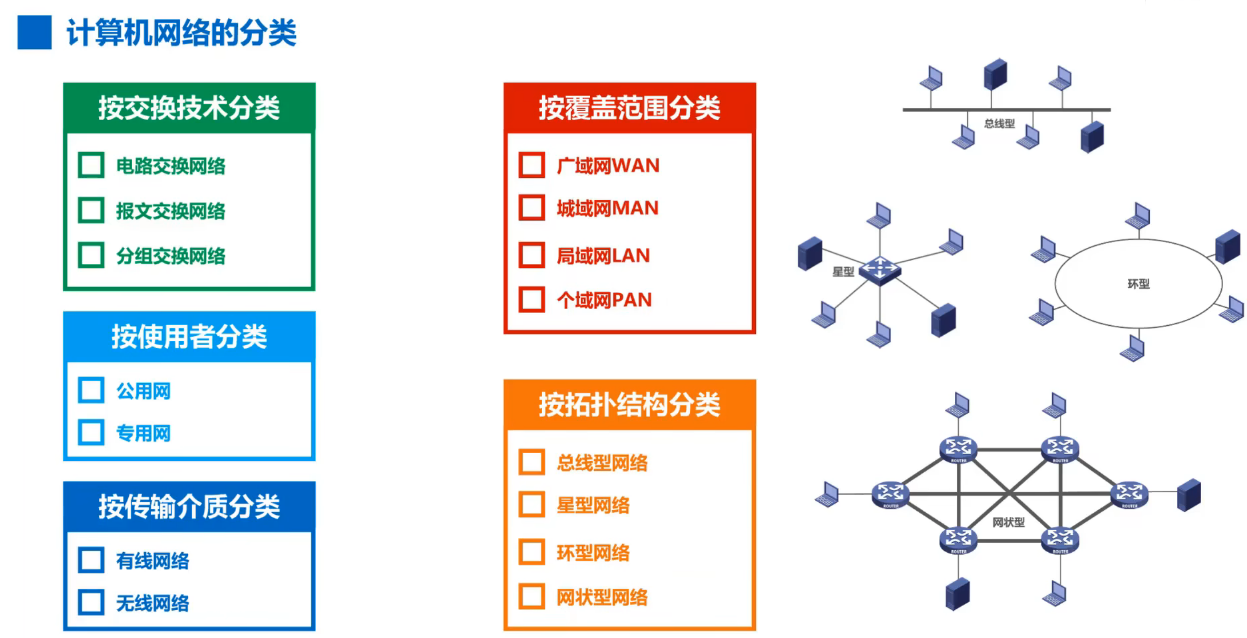 计算机网络的分类
按交换技术分类
电路交换网络
报文交换网络
分组交换网络
按使用者分类
公用网
专用网
按传输介质分类
有线网络
无线网络
按覆盖范围分类
广域网WAN
城域网MAN
局域网LAN
个域网PAN
按拓扑结构分类
总线型网络
星型网络
环型网络
网状型网络
总线型
星型
环型
ROUTER
ROUTER
ROUTER
ROUTER
网状型
ROUTER
ROUTER